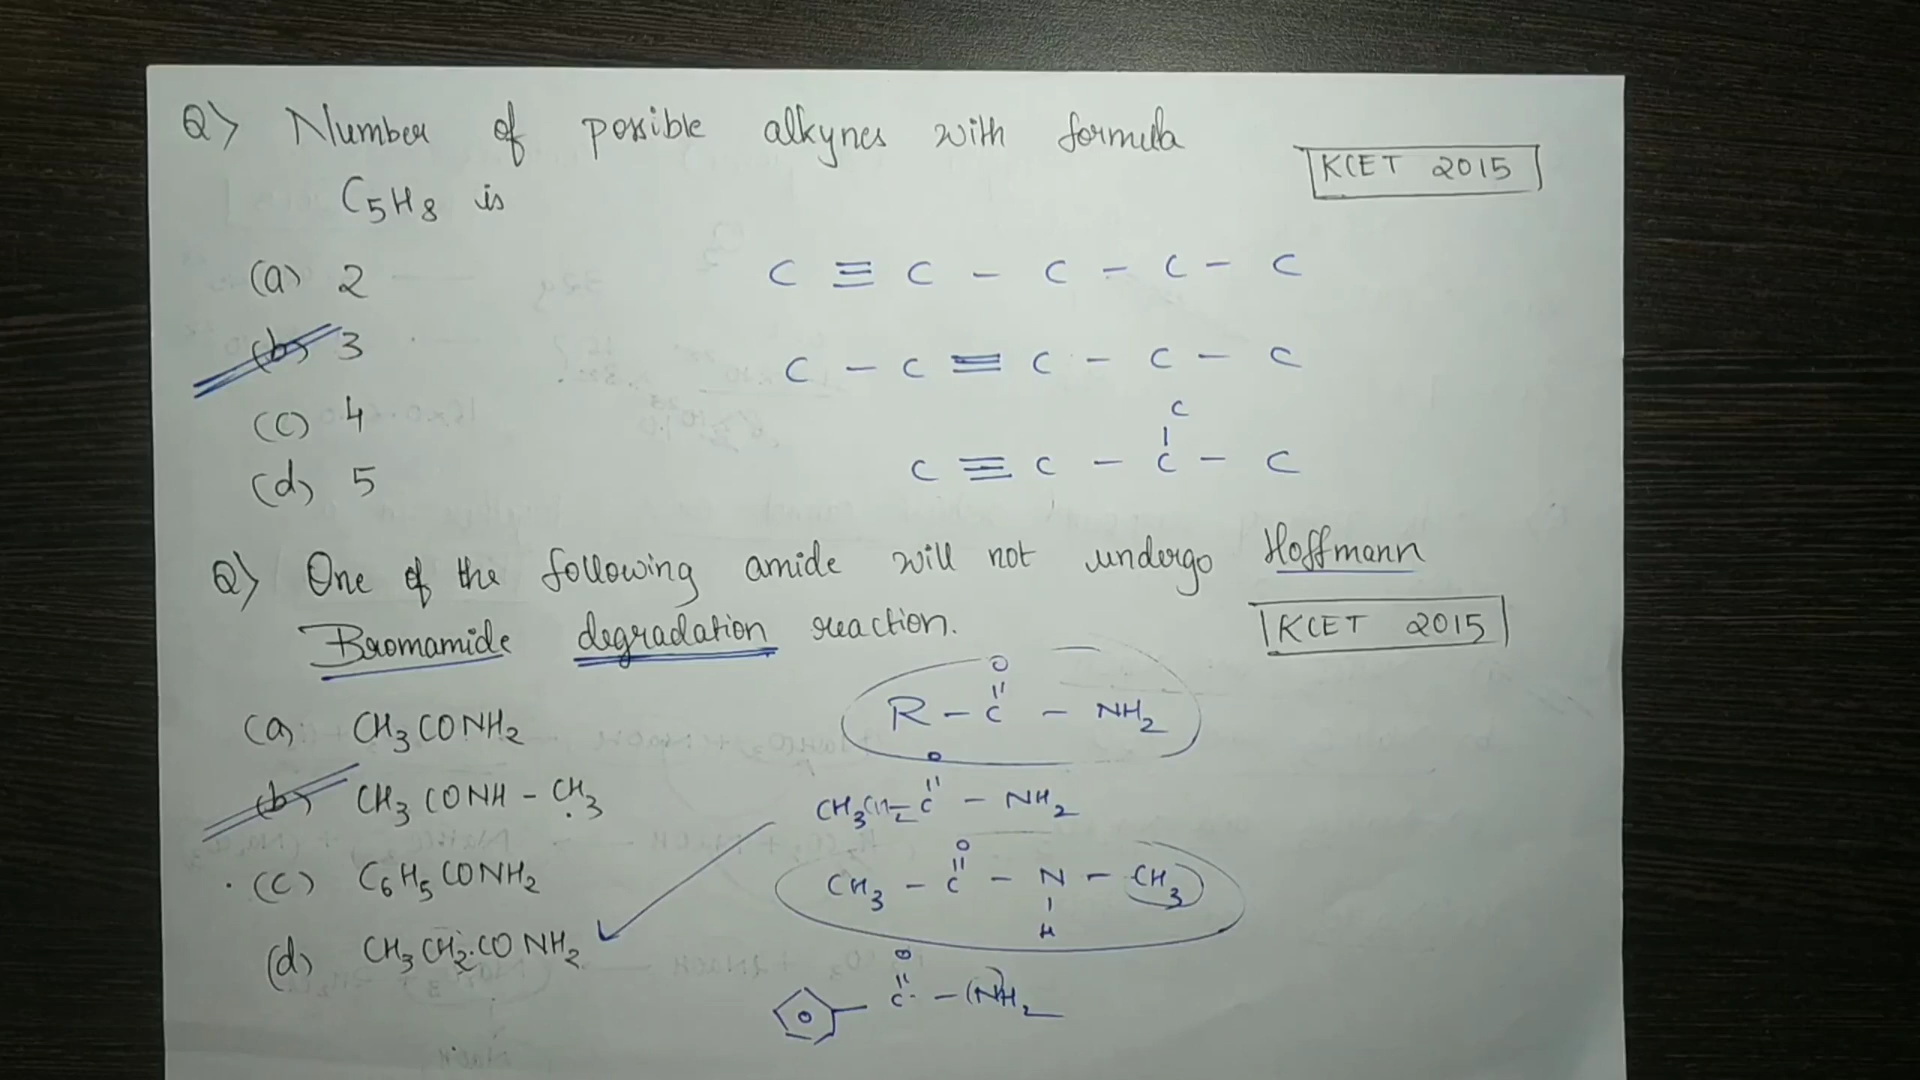 Q> Number of possible alkynes with formula
KCET 2015
C5H8 is
(a) 2
C ≡ C - C - C - C
(b) 3
C - C ≡ C - C - C
(c) 4
C
C ≡ C - C - C
(d) 5
Q> One of the following amide will not undergo Hoffmann
Bromamide degradation reaction.
KCET 2015
O
(a) CH3CONH2
R - C - NH2
O
(b) CH3CONH - CH3
CH3CH2 - C - NH2
O
(c) C6H5CONH2
CH3 - C - N - CH3
H
(d) CH3CH2.CONH2
O
C - (N)H2